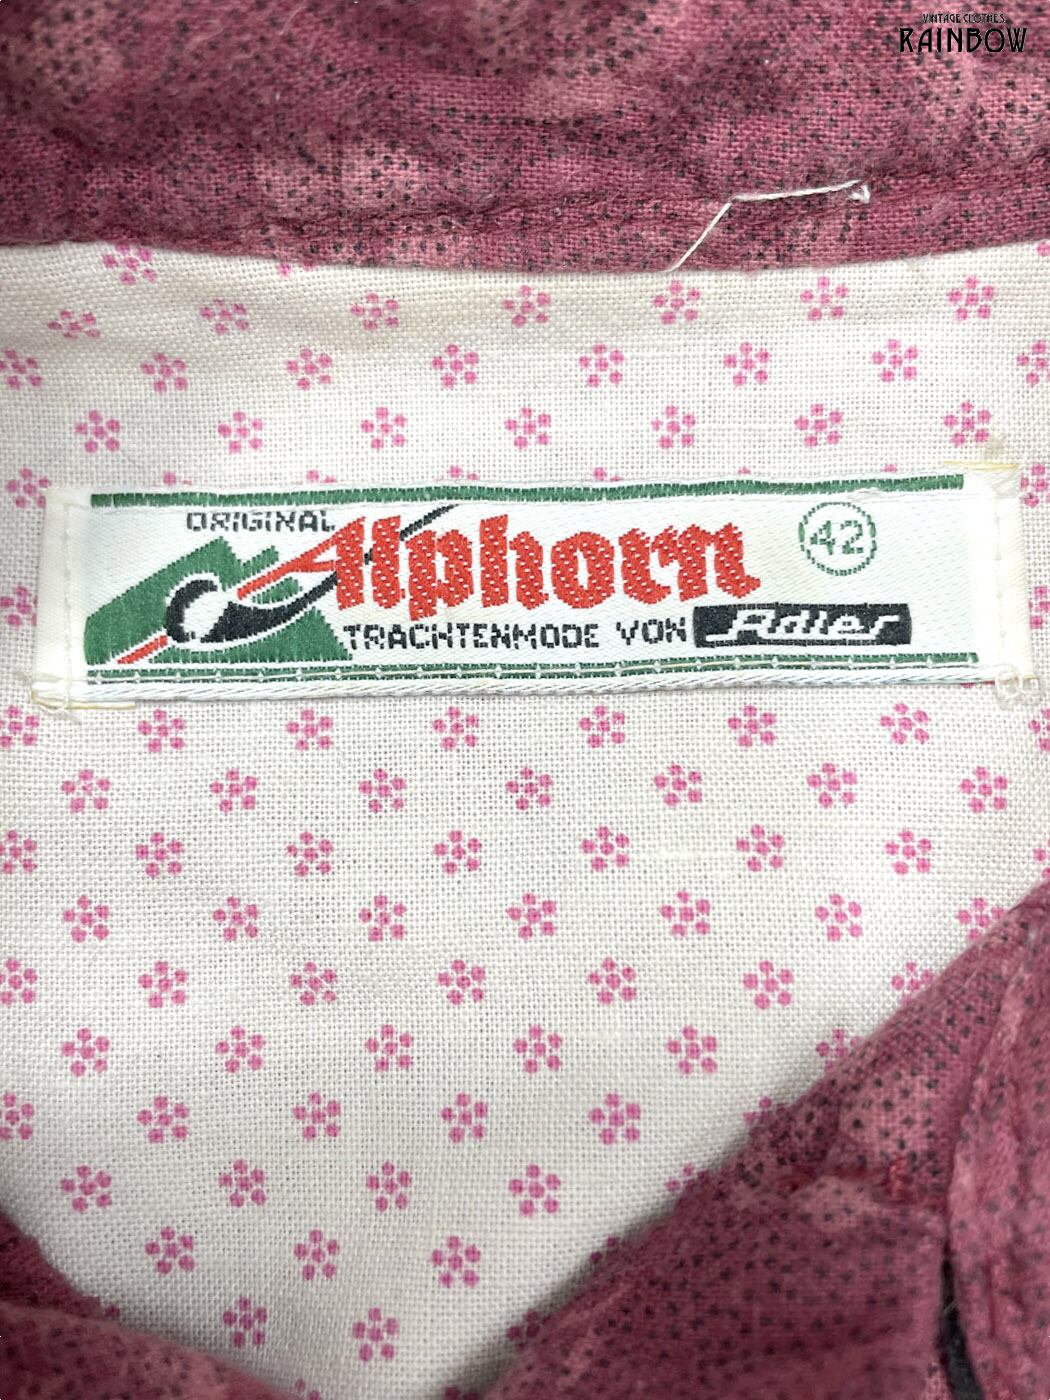 VINTAGE CLOTHES
RAINBOW
ORIGINAL
Alphorn
42
TRACHTENMODE VON Adler